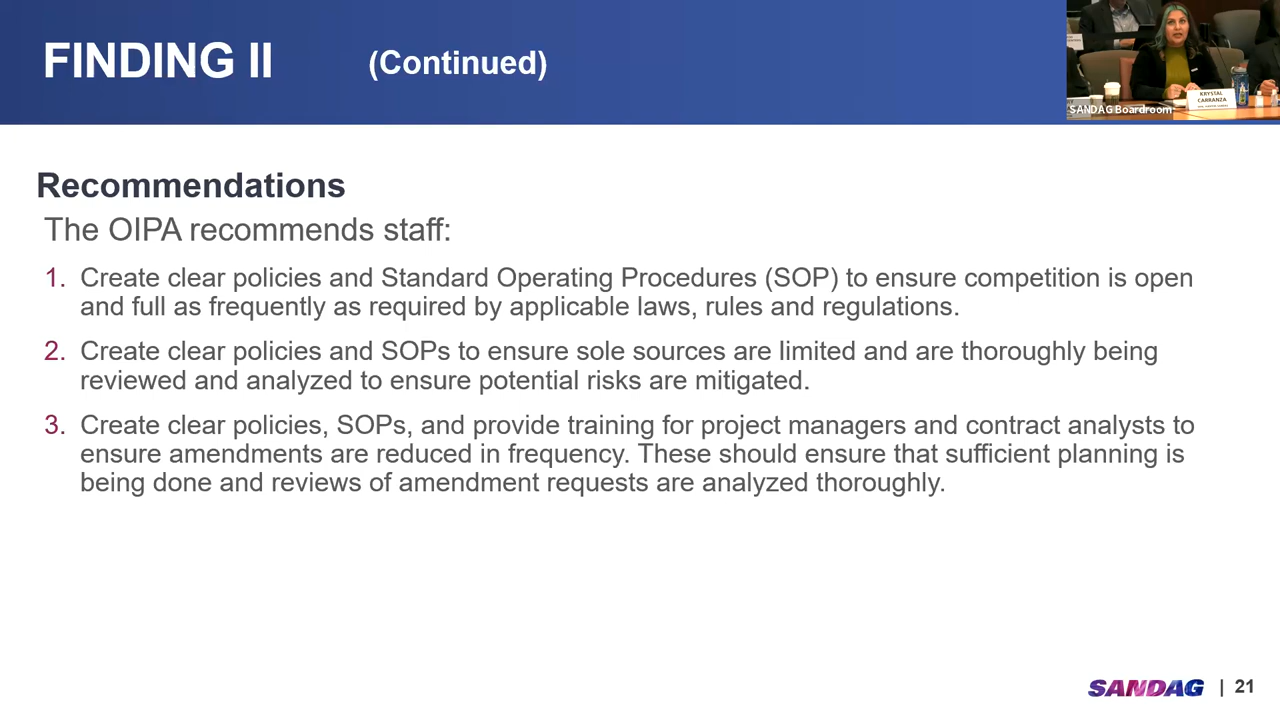 FINDING II (Continued)
KRYSTAL
CARRANZA
SANDAG Boardroom
Recommendations
The OIPA recommends staff:
1. Create clear policies and Standard Operating Procedures (SOP) to ensure competition is open
and full as frequently as required by applicable laws, rules and regulations.
2. Create clear policies and SOPs to ensure sole sources are limited and are thoroughly being
reviewed and analyzed to ensure potential risks are mitigated.
3. Create clear policies, SOPs, and provide training for project managers and contract analysts to
ensure amendments are reduced in frequency. These should ensure that sufficient planning is
being done and reviews of amendment requests are analyzed thoroughly.
SANDAG | 21